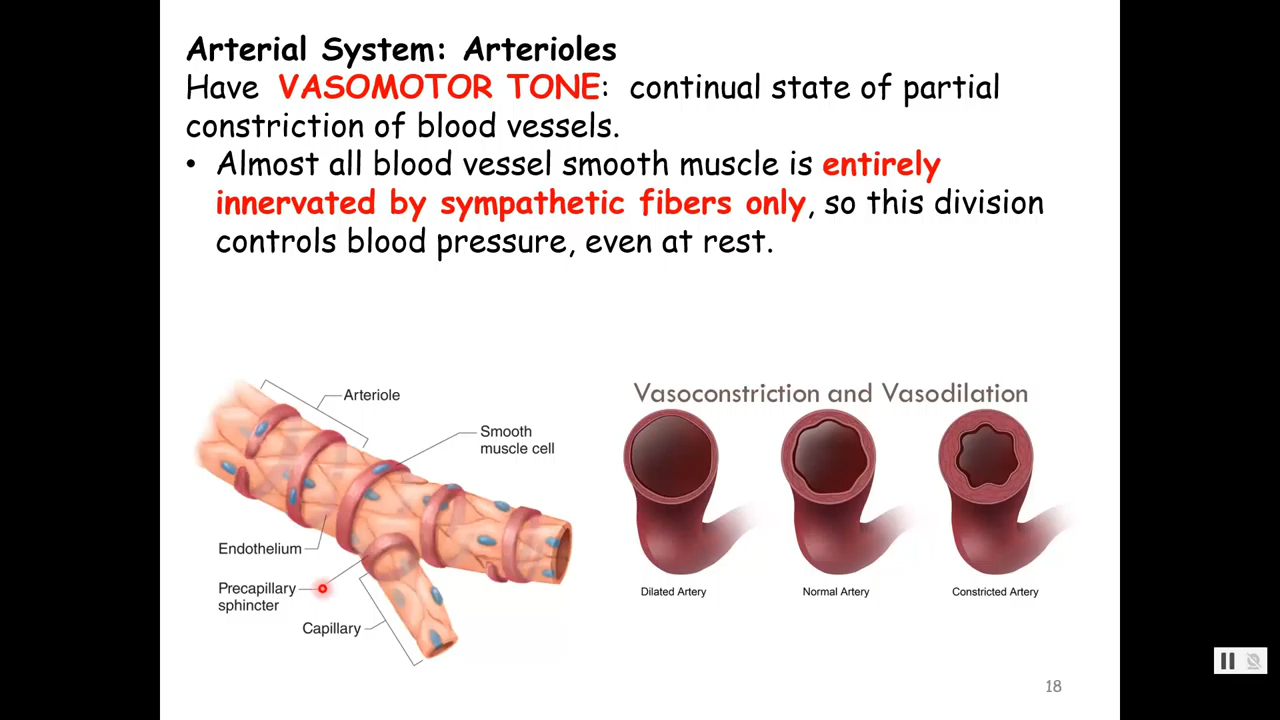 Arterial System: Arterioles
Have VASOMOTOR TONE: continual state of partial
constriction of blood vessels.
• Almost all blood vessel smooth muscle is entirely
innervated by sympathetic fibers only, so this division
controls blood pressure, even at rest.
Arteriole
Smooth
muscle cell
Endothelium
Precapillary
sphincter
Capillary
Vasoconstriction and Vasodilation
Dilated Artery
Normal Artery
Constricted Artery
18